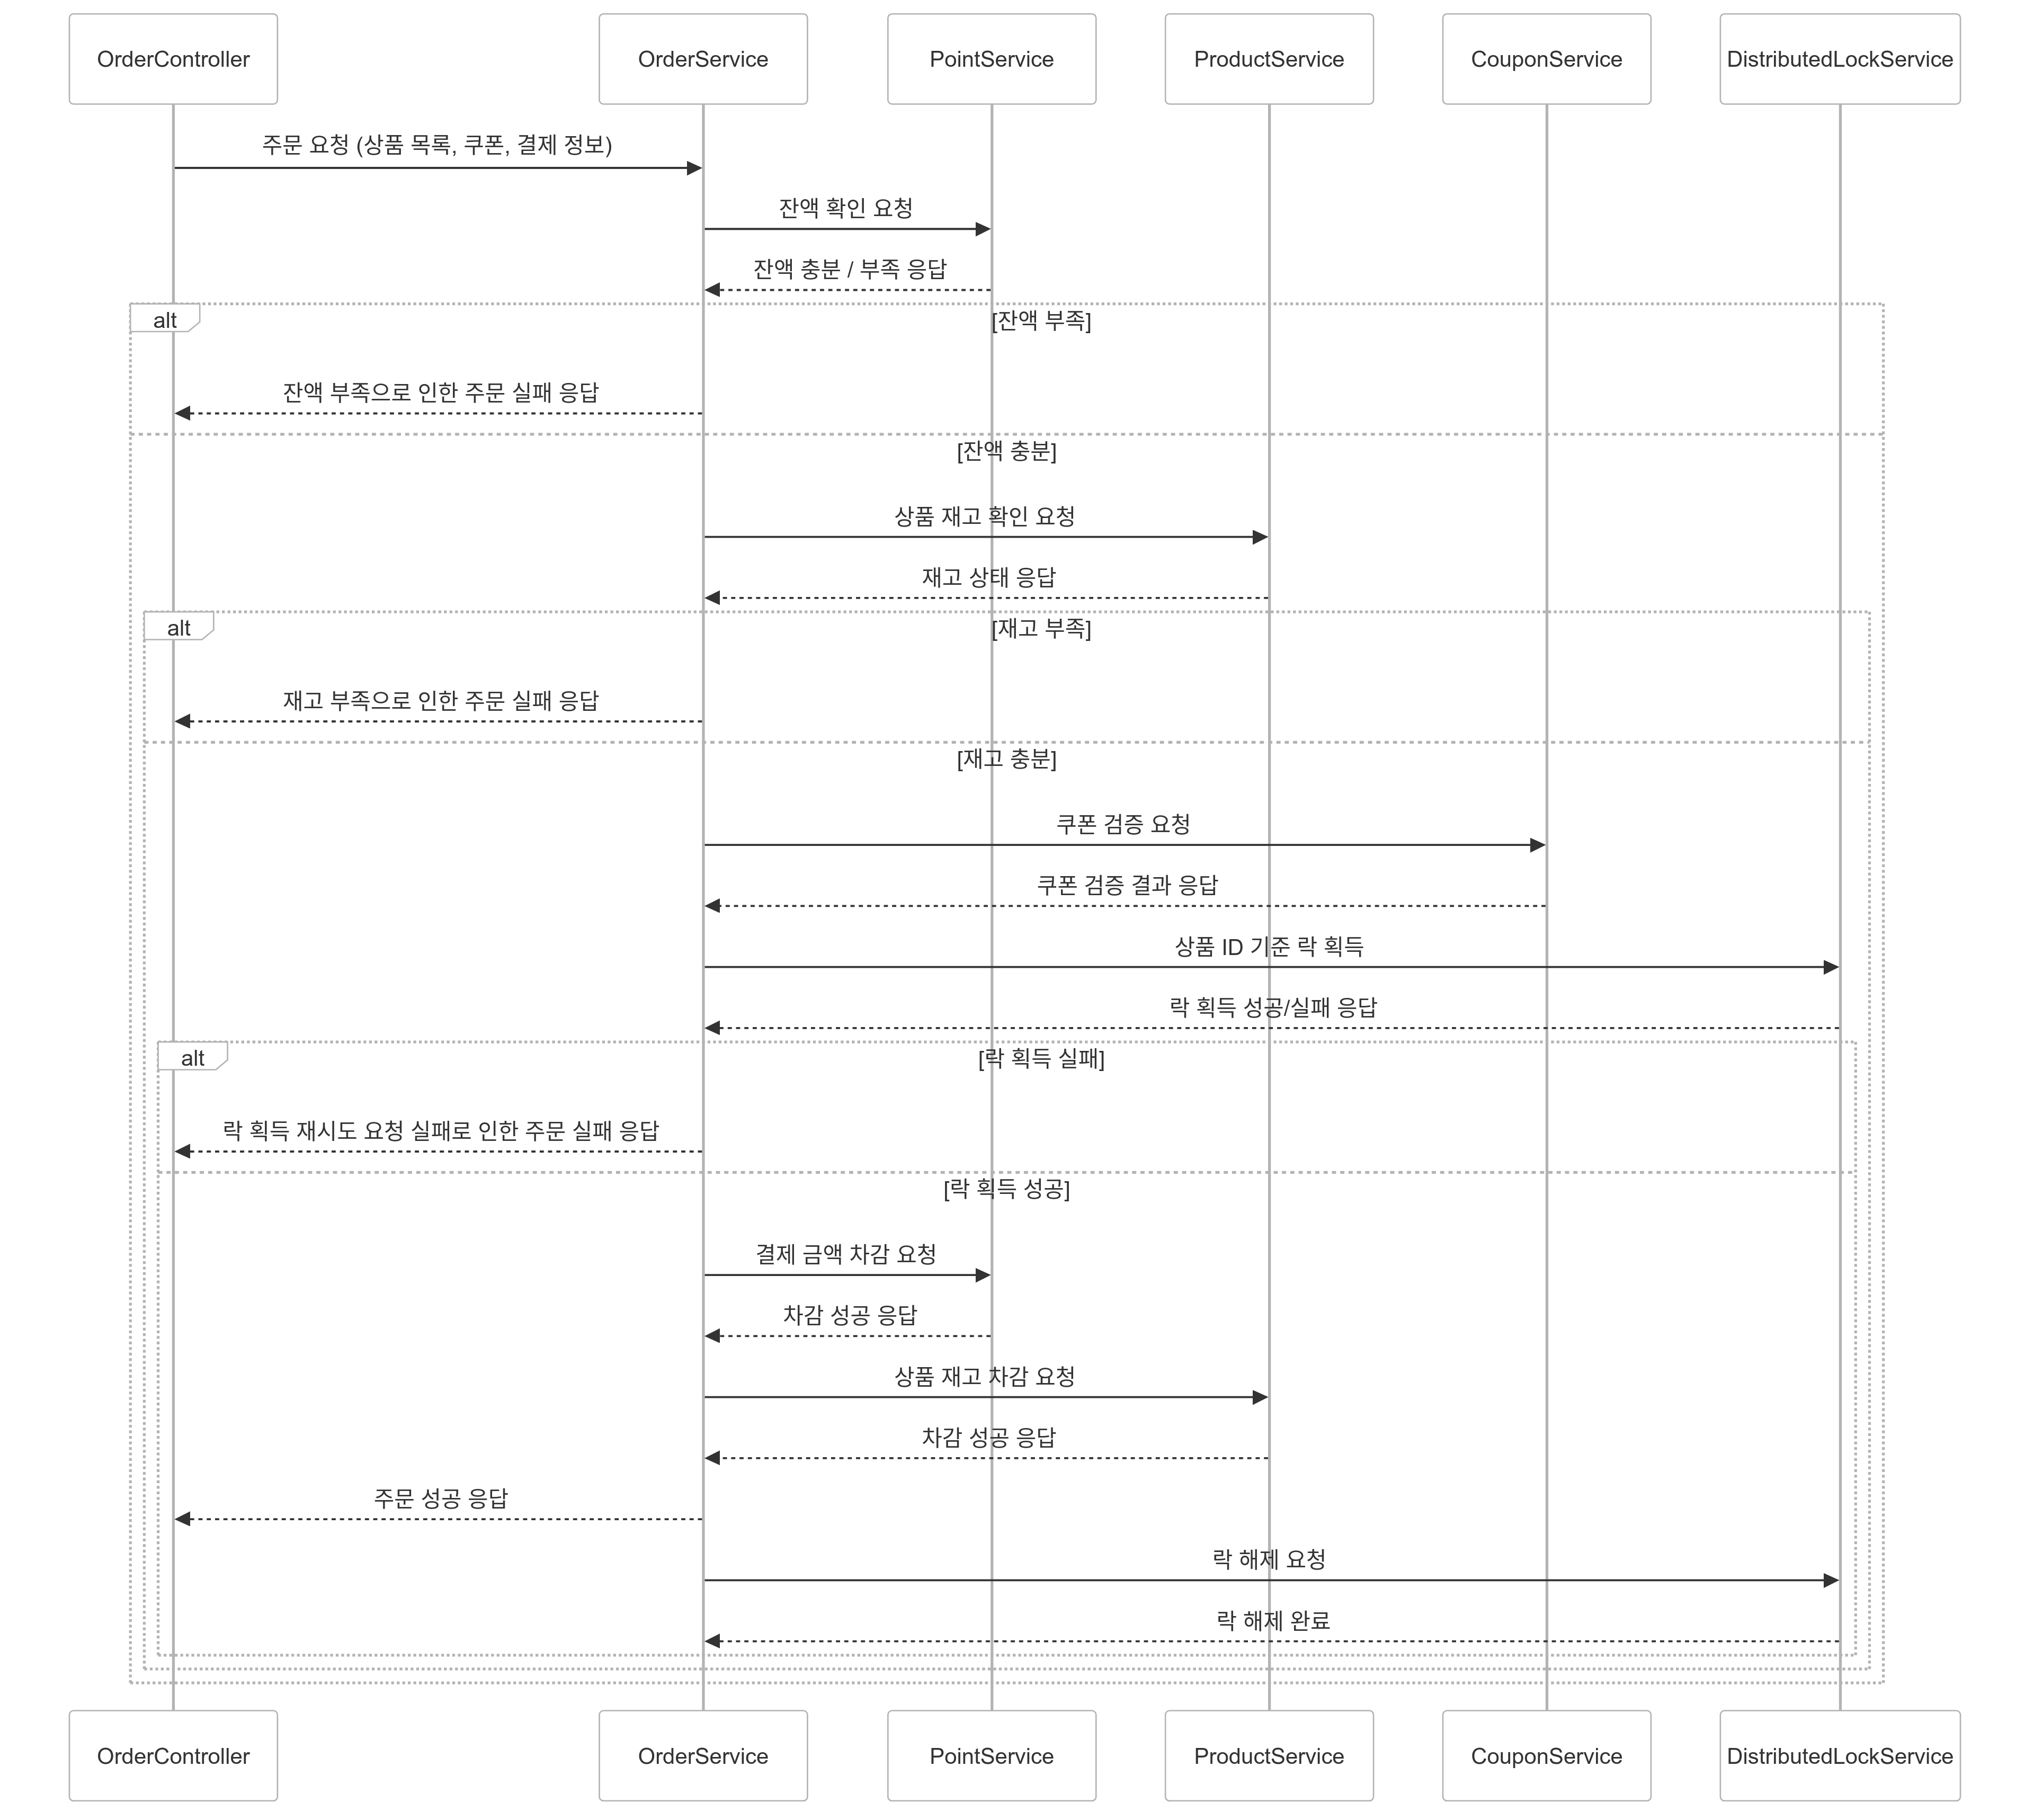 OrderController
OrderService
PointService
ProductService
CouponService
DistributedLockService
주문 요청 (상품 목록, 쿠폰, 결제 정보)
잔액 확인 요청
잔액 충분 / 부족 응답
alt
[잔액 부족]
잔액 부족으로 인한 주문 실패 응답
[잔액 충분]
상품 재고 확인 요청
재고 상태 응답
alt
[재고 부족]
재고 부족으로 인한 주문 실패 응답
[재고 충분]
쿠폰 검증 요청
쿠폰 검증 결과 응답
상품 ID 기준 락 획득
락 획득 성공/실패 응답
alt
[락 획득 실패]
락 획득 재시도 요청 실패로 인한 주문 실패 응답
[락 획득 성공]
결제 금액 차감 요청
차감 성공 응답
상품 재고 차감 요청
차감 성공 응답
주문 성공 응답
락 해제 요청
락 해제 완료
OrderController
OrderService
PointService
ProductService
CouponService
DistributedLockService